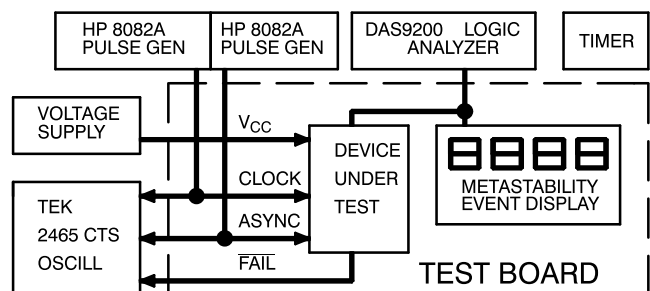 HP 8082A
PULSE GEN
HP 8082A
PULSE GEN
DAS9200 LOGIC
ANALYZER
TIMER
VOLTAGE
SUPPLY
VCC
DEVICE
UNDER
TEST
8888
METASTABILITY
EVENT DISPLAY
TEK
2465 CTS
OSCILL
CLOCK
ASYNC
FAIL
TEST BOARD